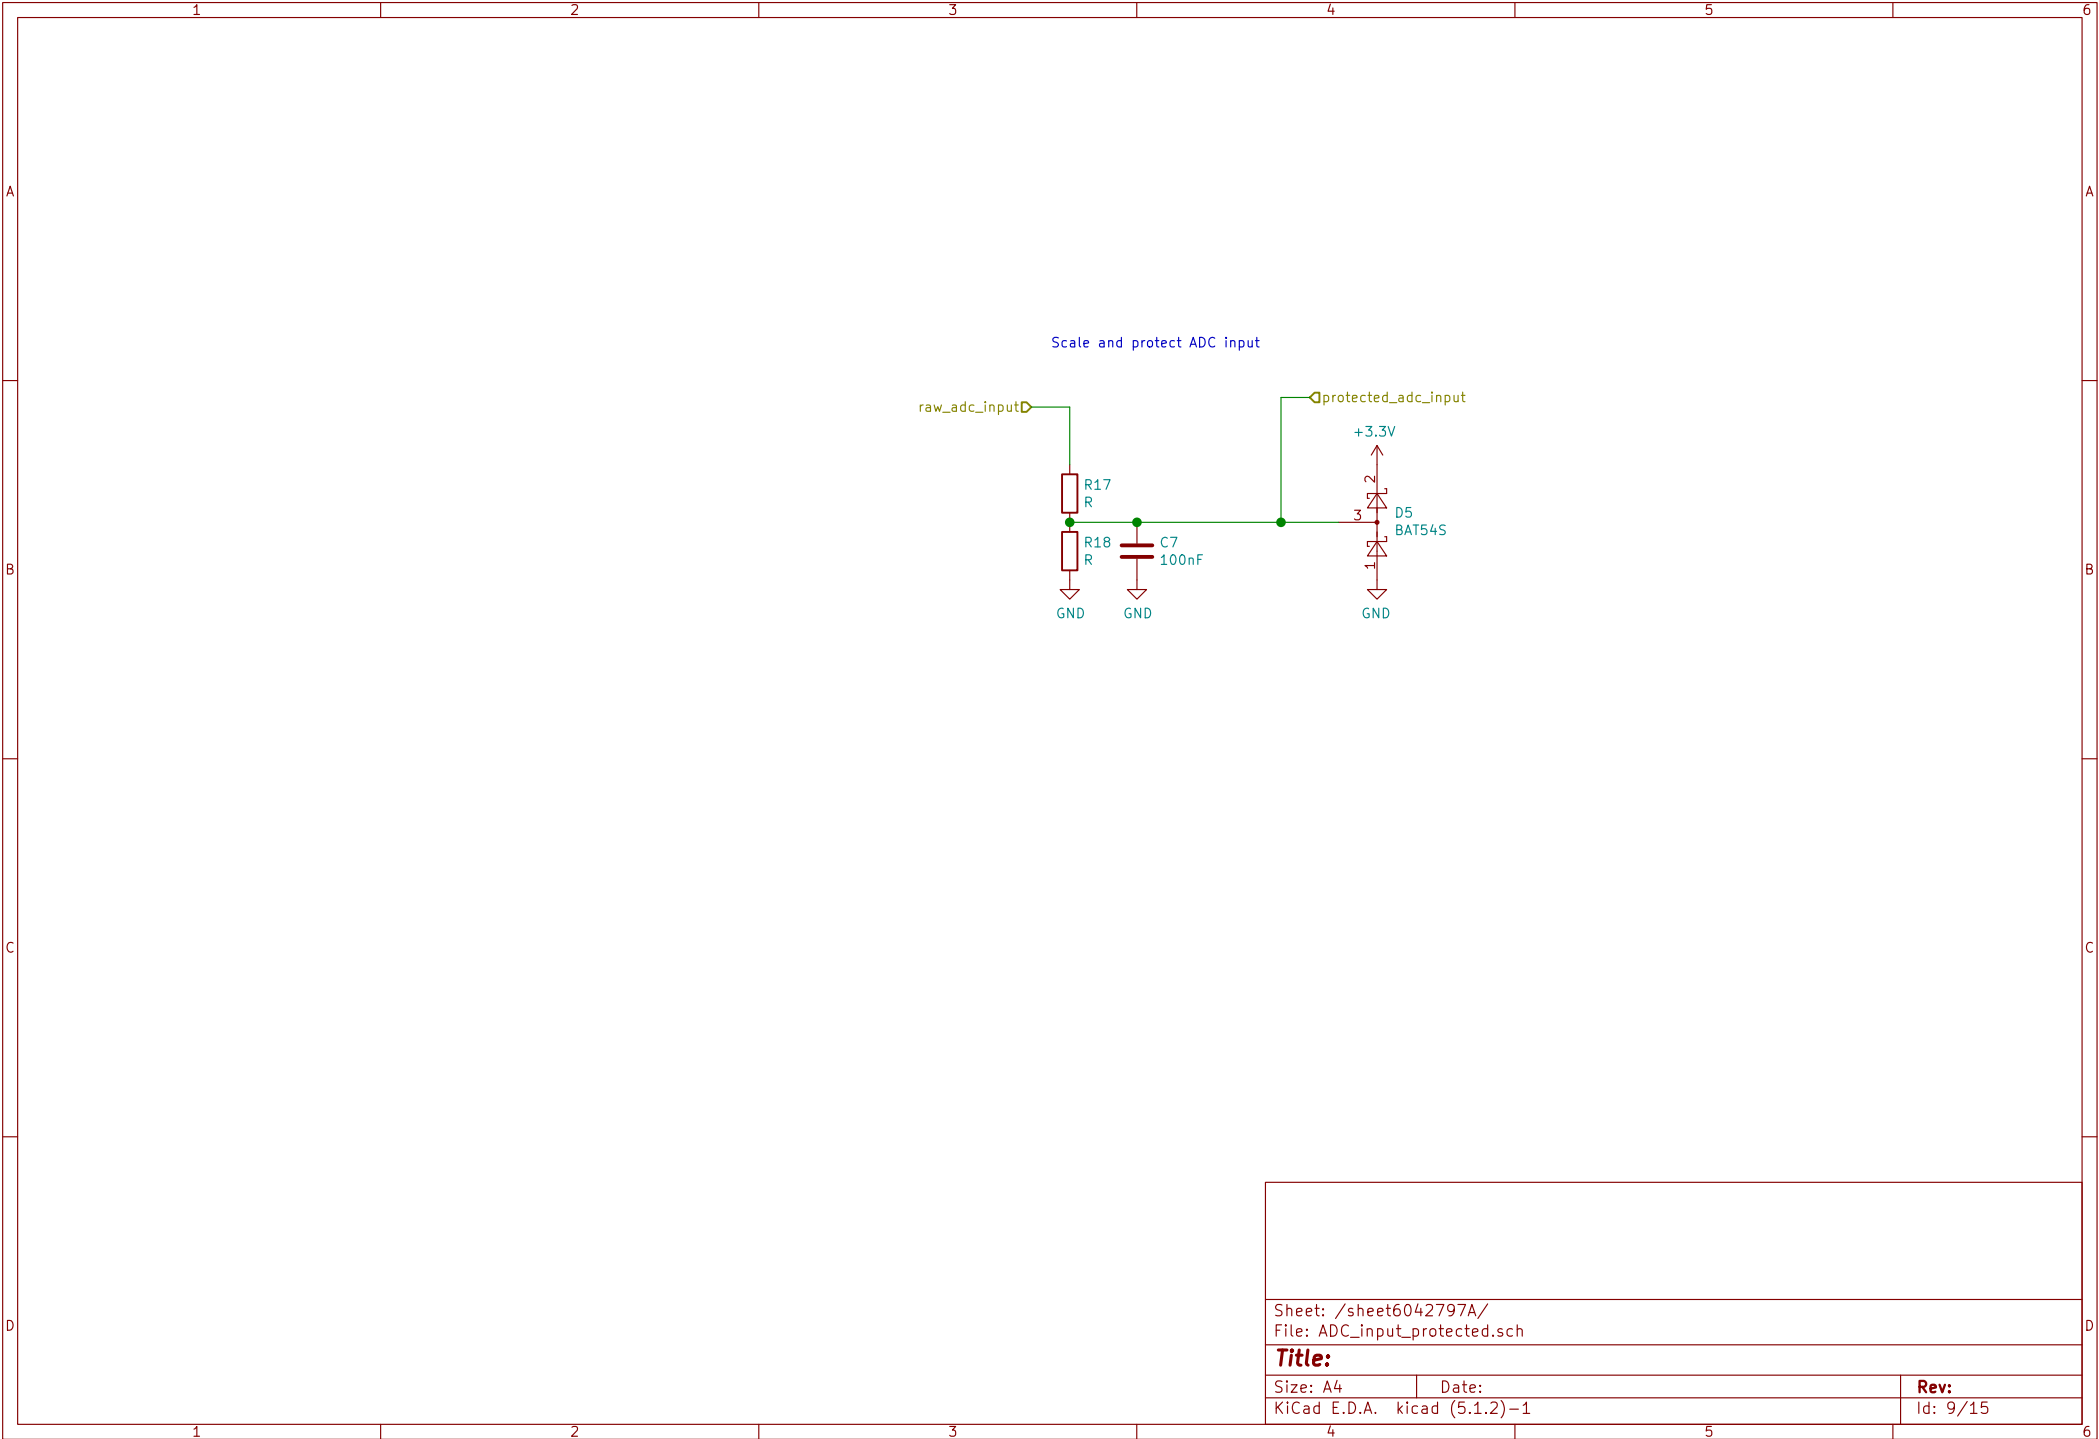 1 2 3 4 5 6
A A
Scale and protect ADC input
protected_adc_input
raw_adc_input
+3.3V
2
R17
R
3
D5
BAT54S
R18
R
C7
100nF
1
B B
GND GND GND
C C
Sheet: /sheet6042797A/
File: ADC_input_protected.sch
D D
Title:
Size: A4 Date: Rev:
KiCad E.D.A. kicad (5.1.2)-1 Id: 9/15
1 2 3 4 5 6